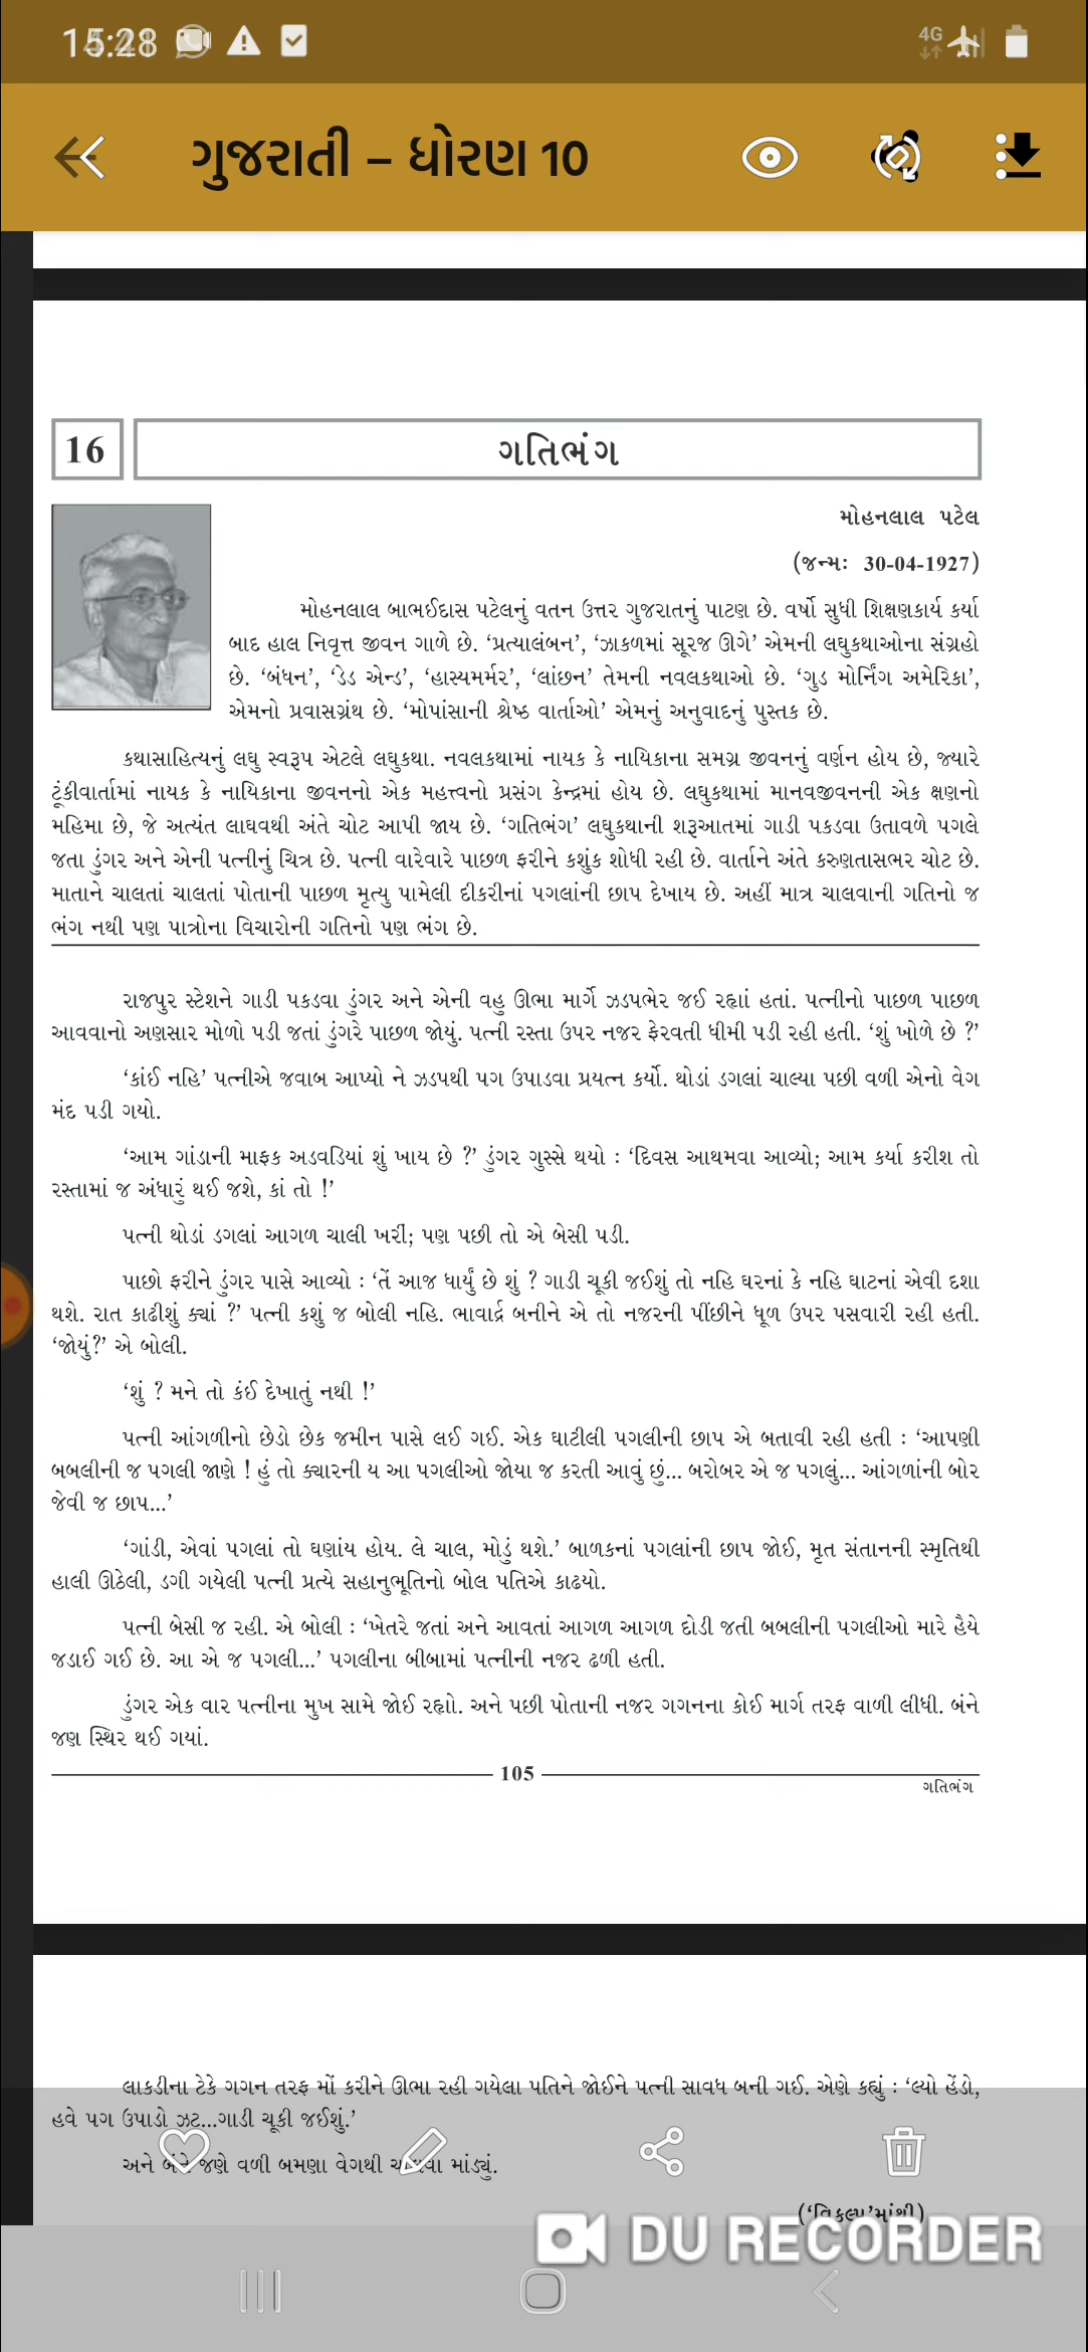 ગુજરાતી – ધોરણ 10
4G
16
ગતિભંગ
મોહનલાલ પટેલ
(જન્મઃ 30-04-1927)
મોહનલાલ બાભઈદાસ પટેલનું વતન ઉત્તર ગુજરાતનું પાટણ છે. વર્ષો સુધી શિક્ષણકાર્ય કર્યા
બાદ હાલ નિવૃત્ત જીવન ગાળે છે. ‘પ્રત્યાલંબન’, ‘ઝાકળમાં સૂરજ ઊગે’ એમની લઘુકથાઓના સંગ્રહો
છે. ‘બંધન’, ‘ડેડ એન્ડ’, ‘હાસ્યમર્મર’, ‘લાંછન’ તેમની નવલકથાઓ છે. ‘ગુડ મોર્નિંગ અમેરિકા’,
એમનો પ્રવાસગ્રંથ છે. ‘મોપાંસાની શ્રેષ્ઠ વાર્તાઓ’ એમનું અનુવાદનું પુસ્તક છે.
કથાસાહિત્યનું લઘુ સ્વરૂપ એટલે લઘુકથા. નવલકથામાં નાયક કે નાયિકાના સમગ્ર જીવનનું વર્ણન હોય છે, જ્યારે
ટૂંકીવાર્તામાં નાયક કે નાયિકાના જીવનનો એક મહત્ત્વનો પ્રસંગ કેન્દ્રમાં હોય છે. લઘુકથામાં માનવજીવનની એક ક્ષણનો
મહિમા છે, જે અત્યંત લાઘવથી અંતે ચોટ આપી જાય છે. ‘ગતિભંગ’ લઘુકથાની શરૂઆતમાં ગાડી પકડવા ઉતાવળે પગલે
જતા ડુંગર અને એની પત્નીનું ચિત્ર છે. પત્ની વારેવારે પાછળ ફરીને કશુંક શોધી રહી છે. વાર્તાને અંતે કરુણતાસભર ચોટ છે.
માતાને ચાલતાં ચાલતાં પોતાની પાછળ મૃત્યુ પામેલી દીકરીનાં પગલાંની છાપ દેખાય છે. અહીં માત્ર ચાલવાની ગતિનો જ
ભંગ નથી પણ પાત્રોના વિચારોની ગતિનો પણ ભંગ છે.
રાજપુર સ્ટેશને ગાડી પકડવા ડુંગર અને એની વહુ ઊભા માર્ગે ઝડપભેર જઈ રહ્યાં હતાં. પત્નીનો પાછળ પાછળ
આવવાનો અણસાર મોળો પડી જતાં ડુંગરે પાછળ જોયું. પત્ની રસ્તા ઉપર નજર ફેરવતી ધીમી પડી રહી હતી. ‘શું ખોળે છે ?’
‘કાંઈ નહિ’ પત્નીએ જવાબ આપ્યો ને ઝડપથી પગ ઉપાડવા પ્રયત્ન કર્યો. થોડાં ડગલાં ચાલ્યા પછી વળી એનો વેગ
મંદ પડી ગયો.
‘આમ ગાંડાની માફક અડવડિયાં શું ખાય છે ?’ ડુંગર ગુસ્સે થયો : ‘દિવસ આથમવા આવ્યો; આમ કર્યા કરીશ તો
રસ્તામાં જ અંધારું થઈ જશે, કાં તો !’
પત્ની થોડાં ડગલાં આગળ ચાલી ખરી; પણ પછી તો એ બેસી પડી.
પાછો ફરીને ડુંગર પાસે આવ્યો : ‘તેં આજ ધાર્યું છે શું ? ગાડી ચૂકી જઈશું તો નહિ ઘરનાં કે નહિ ઘાટનાં એવી દશા
થશે. રાત કાઢીશું ક્યાં ?’ પત્ની કશું જ બોલી નહિ. ભાવાર્દ્ર બનીને એ તો નજરની પીંછીને ધૂળ ઉપર પસવારી રહી હતી.
‘જોયું?’ એ બોલી.
‘શું ? મને તો કંઈ દેખાતું નથી !’
પત્ની આંગળીનો છેડો છેક જમીન પાસે લઈ ગઈ. એક ઘાટીલી પગલીની છાપ એ બતાવી રહી હતી : ‘આપણી
બબલીની જ પગલી જાણે ! હું તો ક્યારની ય આ પગલીઓ જોયા જ કરતી આવું છું... બરોબર એ જ પગલું... આંગળાંની બોર
જેવી જ છાપ...’
‘ગાંડી, એવાં પગલાં તો ઘણાંય હોય. લે ચાલ, મોડું થશે.’ બાળકનાં પગલાંની છાપ જોઈ, મૃત સંતાનની સ્મૃતિથી
હાલી ઊઠેલી, ડગી ગયેલી પત્ની પ્રત્યે સહાનુભૂતિનો બોલ પતિએ કાઢયો.
પત્ની બેસી જ રહી. એ બોલી : ‘ખેતરે જતાં અને આવતાં આગળ આગળ દોડી જતી બબલીની પગલીઓ મારે હૈયે
જડાઈ ગઈ છે. આ એ જ પગલી...’ પગલીના બીબામાં પત્નીની નજર ઢળી હતી.
ડુંગર એક વાર પત્નીના મુખ સામે જોઈ રહ્યો. અને પછી પોતાની નજર ગગનના કોઈ માર્ગ તરફ વાળી લીધી. બંને
જણ સ્થિર થઈ ગયાં.
105
ગતિભંગ
લાકડીના ટેકે ગગન તરફ મોં કરીને ઊભા રહી ગયેલા પતિને જોઈને પત્ની સાવધ બની ગઈ. એણે કહ્યું : ‘લ્યો હેંડો,
હવે પગ ઉપાડો ઝટ...ગાડી ચૂકી જઈશું.’
અને બંને જણે વળી બમણા વેગથી ચાલવા માંડ્યું.
(‘વિકલ્પ’માંથી)
DU RECORDER